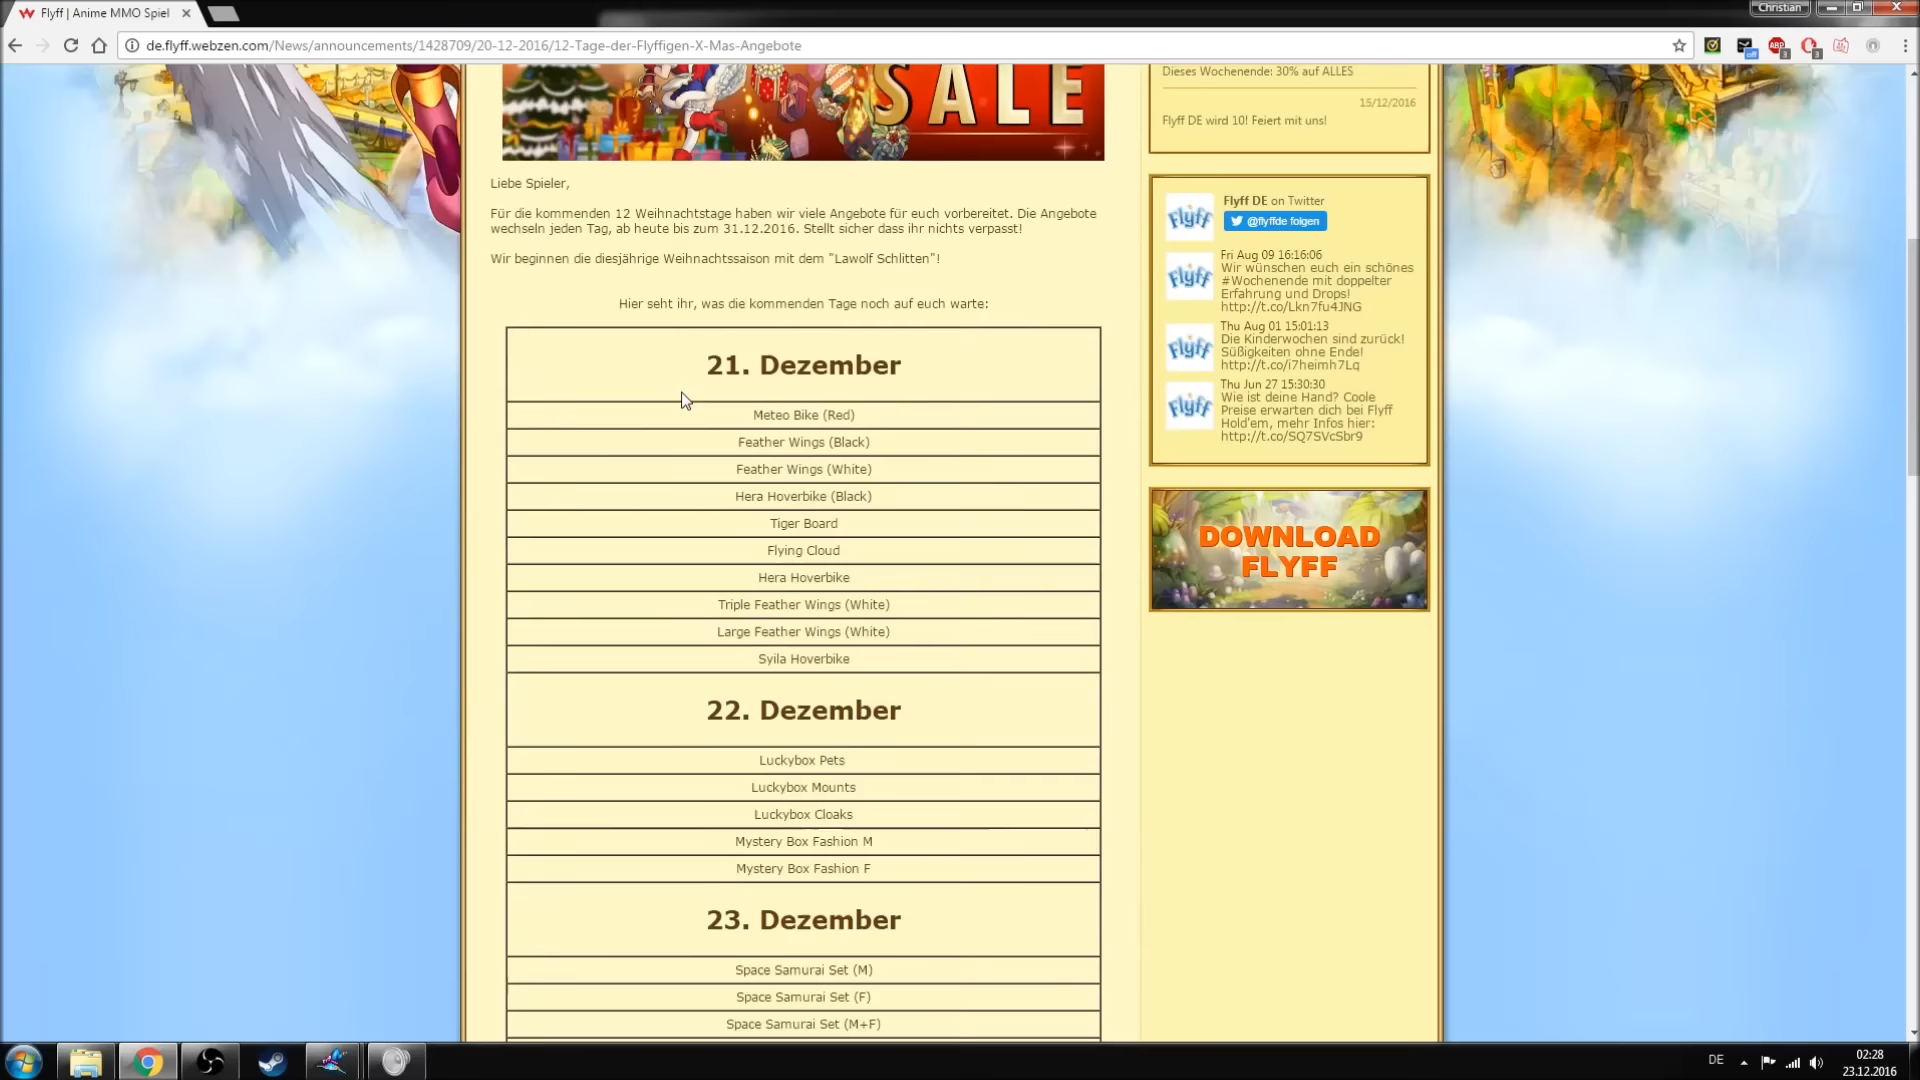 Flyff | Anime MMO Spiel
Christian
de.flyff.webzen.com/News/announcements/1428709/20-12-2016/12-Tage-der-Flyffigen-X-Mas-Angebote
SALE
Liebe Spieler,
Für die kommenden 12 Weihnachtstage haben wir viele Angebote für euch vorbereitet. Die Angebote
wechseln jeden Tag, ab heute bis zum 31.12.2016. Stellt sicher dass ihr nichts verpasst!
Wir beginnen die diesjährige Weihnachtssaison mit dem "Lawolf Schlitten"!
Hier seht ihr, was die kommenden Tage noch auf euch warte:
21. Dezember
Meteo Bike (Red)
Feather Wings (Black)
Feather Wings (White)
Hera Hoverbike (Black)
Tiger Board
Flying Cloud
Hera Hoverbike
Triple Feather Wings (White)
Large Feather Wings (White)
Syila Hoverbike
22. Dezember
Luckybox Pets
Luckybox Mounts
Luckybox Cloaks
Mystery Box Fashion M
Mystery Box Fashion F
23. Dezember
Space Samurai Set (M)
Space Samurai Set (F)
Space Samurai Set (M+F)
Dieses Wochenende: 30% auf ALLES
15/12/2016
Flyff DE wird 10! Feiert mit uns!
Flyff
Flyff DE on Twitter
@flyffde folgen
Flyff
Fri Aug 09 16:16:06
Wir wünschen euch ein schönes
#Wochenende mit doppelter
Erfahrung und Drops!
http://t.co/Lkn7fu4JNG
Flyff
Thu Aug 01 15:01:13
Die Kinderwochen sind zurück!
Süßigkeiten ohne Ende!
http://t.co/i7heimh7Lq
Flyff
Thu Jun 27 15:30:30
Wie ist deine Hand? Coole
Preise erwarten dich bei Flyff
Hold'em, mehr Infos hier:
http://t.co/SQ7SVcSbr9
DOWNLOAD
FLYFF
DE
02:28
23.12.2016